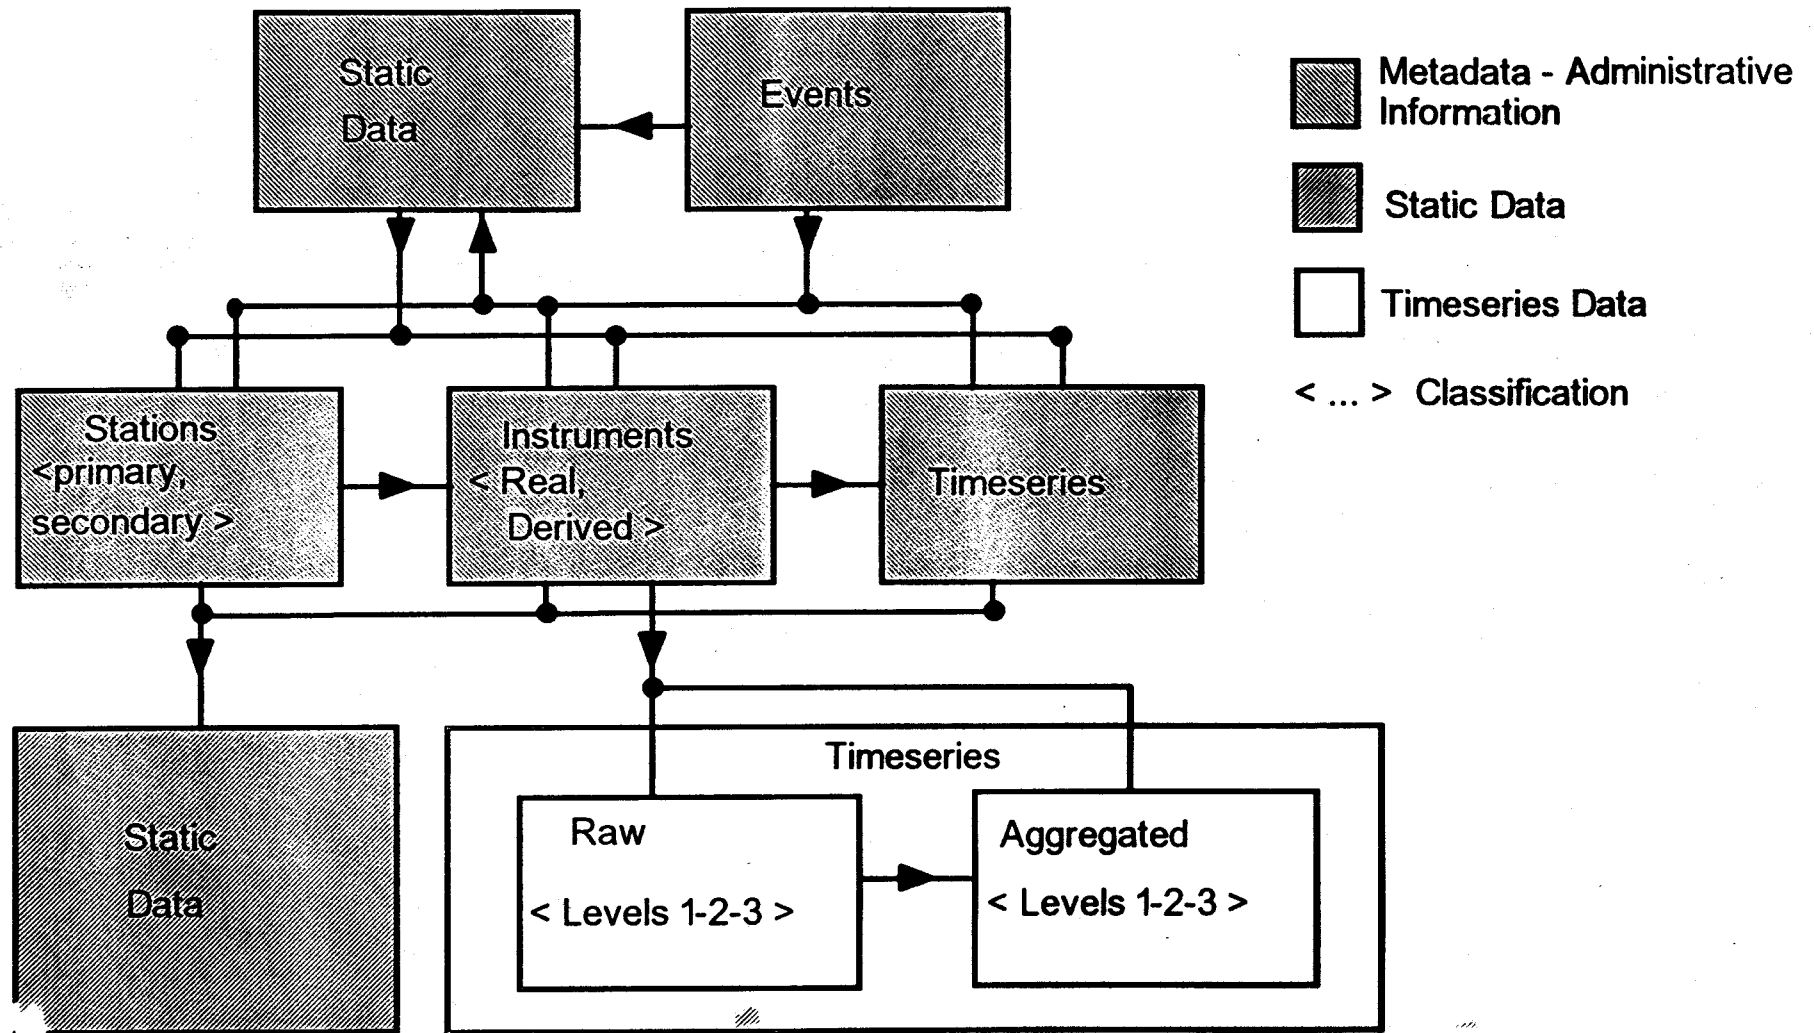 Static
Data
Events
Metadata - Administrative
Information
Static Data
Timeseries Data
< ... > Classification
Stations
<primary,
secondary >
Instruments
< Real,
Derived >
Timeseries
Static
Data
Timeseries
Raw
< Levels 1-2-3 >
Aggregated
< Levels 1-2-3 >